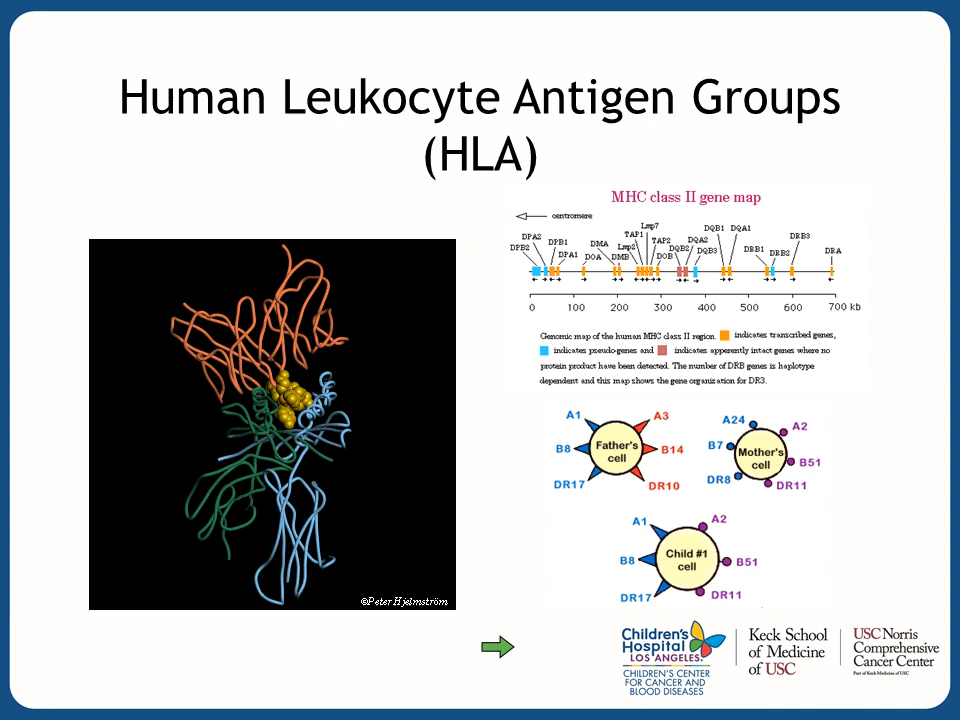 Human Leukocyte Antigen Groups
(HLA)
MHC class II gene map
centromere
Lmp7
DPA2
TAP1
DQB1 DQA1
DPB2
DPB1
DMA
Lmp2
TAP2
DQA2
DRB3
DPA1
DOA
DMB
DOB
DQB2
DQB3
DRB1
DRB2
DRA
0 100 200 300 400 500 600 700 kb
Genomic map of the human MHC class II region. indicates transcribed genes,
indicates pseudo-genes and indicates apparently intact genes where no
protein product have been detected. The number of DRB genes is haplotype
dependent and this map shows the gene organization for DR3.
A1
A3
B8
Father's
cell
B14
DR17
DR10
A24
A2
B7
Mother's
cell
B51
DR8
DR11
A1
A2
B8
Child #1
cell
B51
DR17
DR11
©Peter Hjelmström
Children's
Hospital
LOS ANGELES.
CHILDREN'S CENTER
FOR CANCER AND
BLOOD DISEASES
Keck School
of Medicine
of USC
USC Norris
Comprehensive
Cancer Center
Part of Keck Medicine of USC